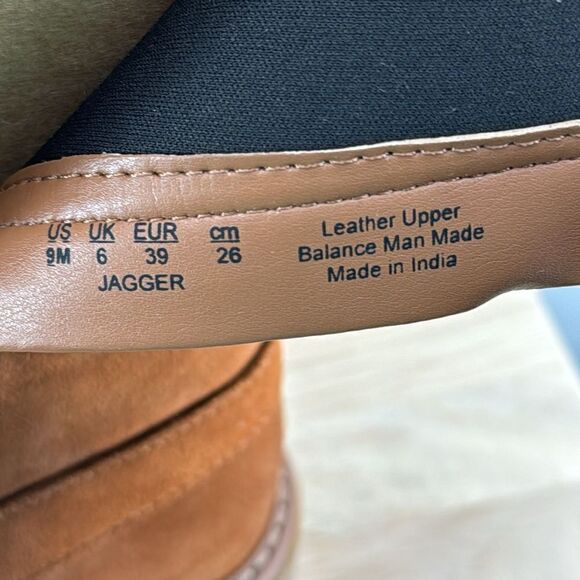 US UK EUR cm
9M 6 39 26
JAGGER
Leather Upper
Balance Man Made
Made in India